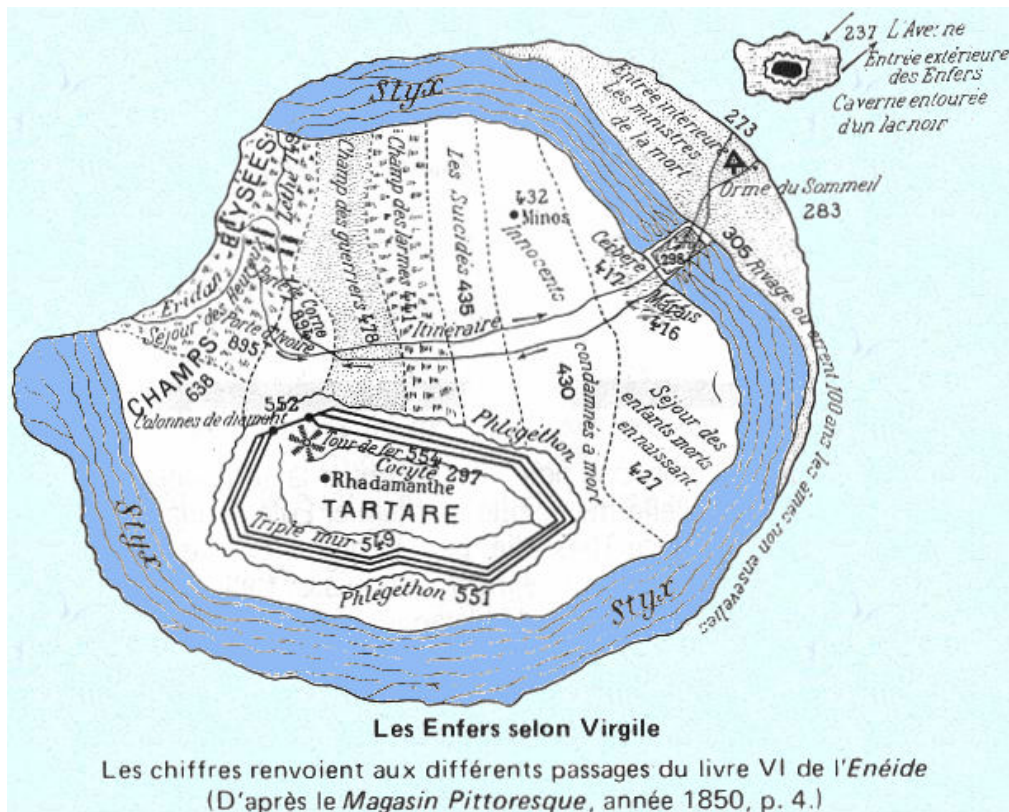 237 L'Averne
Entrée extérieure
des Enfers
Caverne entourée
d'un lac noir
Styx
Entrée intérieure
Les ministres
de la mort
273
Orme du Sommeil
283
305 Rivage où errent 100 ans les âmes non ensevelies
298
Cerbère
417
Marais
416
432
Minos
Innocents
condamnés à mort
430
Les Suicidés 435
Champ des larmes 441
Champ des guerriers 478
Itinéraire
Séjour des
enfants morts
en naissant
427
CHAMPS ELYSÉES
638
Léthé
Eridan
Séjour des Heureux
Porte de Corne
894
Porte d'Ivoire
895
552
Colonnes de diamant
Phlégéthon
Tour de fer 554
Cocyte 297
Rhadamanthe
TARTARE
Triple mur 549
Phlégéthon 551
Styx
Styx
Les Enfers selon Virgile
Les chiffres renvoient aux différents passages du livre VI de l'Enéide
(D'après le Magasin Pittoresque, année 1850, p. 4.)